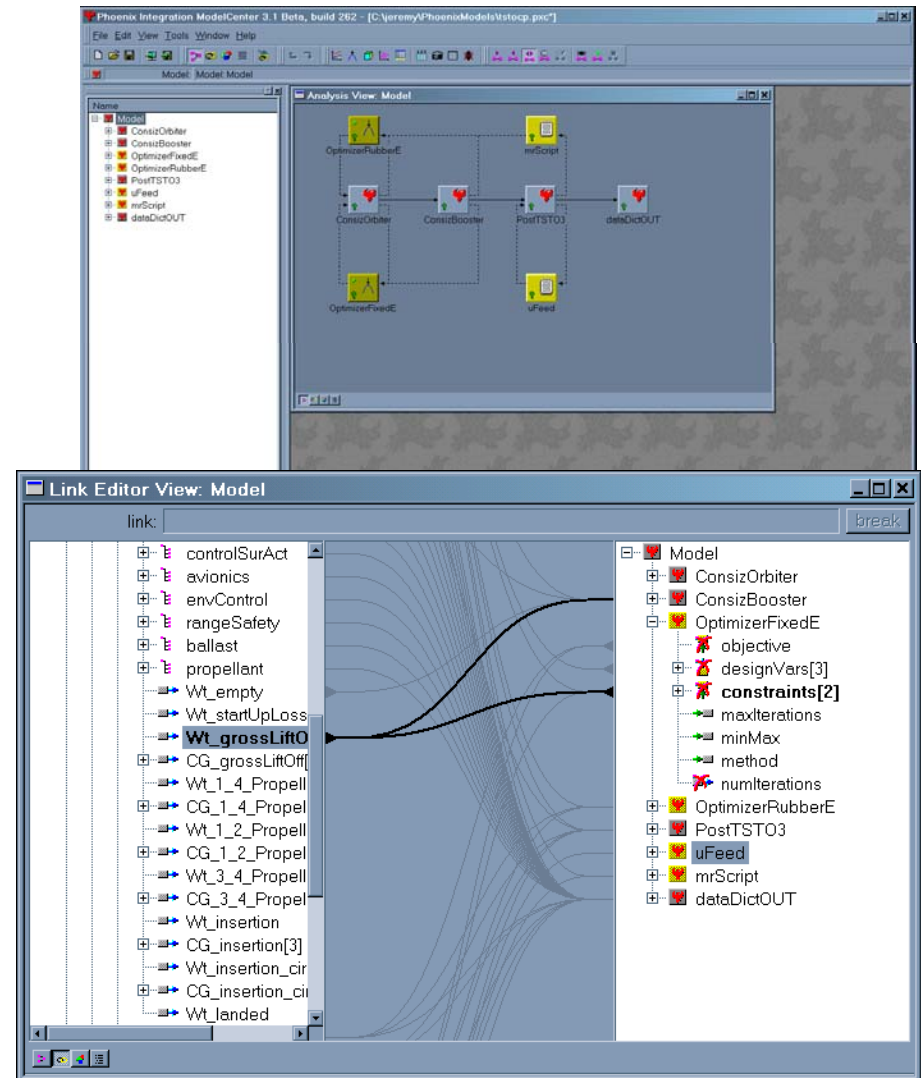 Phoenix Integration ModelCenter 3.1 Beta, build 262 - [C:\jeremy\PhoenixModels\tstocp.pxc*]
File Edit View Tools Window Help
Model: Model.Model
Name
Model
ConsizOrbiter
ConsizBooster
OptimizerFixedE
OptimizerRubberE
PostTSTO3
uFeed
mrScript
dataDictOUT
Analysis View: Model
OptimizerRubberE
mrScript
ConsizOrbiter
ConsizBooster
PostTSTO3
dataDictOUT
OptimizerFixedE
uFeed
Link Editor View: Model
link:
break
controlSurAct
avionics
envControl
rangeSafety
ballast
propellant
Wt_empty
Wt_startUpLoss
Wt_grossLiftO
CG_grossLiftOff[
Wt_1_4_Propell
CG_1_4_Propel
Wt_1_2_Propell
CG_1_2_Propel
Wt_3_4_Propell
CG_3_4_Propel
Wt_insertion
CG_insertion[3]
Wt_insertion_cir
CG_insertion_cir
Wt_landed
Model
ConsizOrbiter
ConsizBooster
OptimizerFixedE
objective
designVars[3]
constraints[2]
maxIterations
minMax
method
numIterations
OptimizerRubberE
PostTSTO3
uFeed
mrScript
dataDictOUT